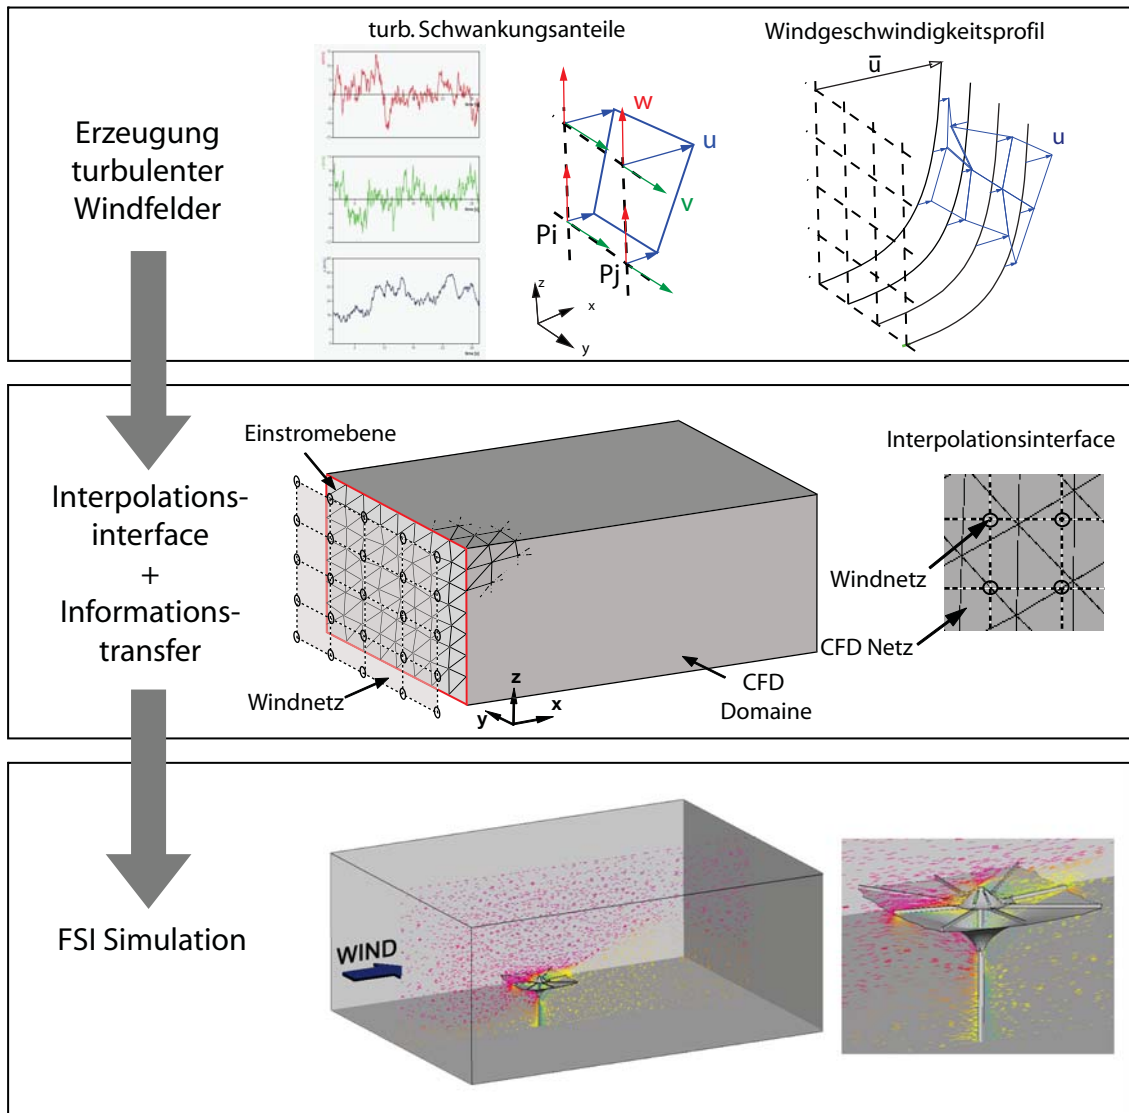 turb. Schwankungsanteile
Windgeschwindigkeitsprofil
Erzeugung
turbulenter
Windfelder
w
u
v
Pi
Pj
z
x
y
ū
u
Interpolations-
interface
+
Informations-
transfer
Einstromebene
Windnetz
z
y
x
CFD
Domaine
Interpolationsinterface
Windnetz
CFD Netz
FSI Simulation
WIND